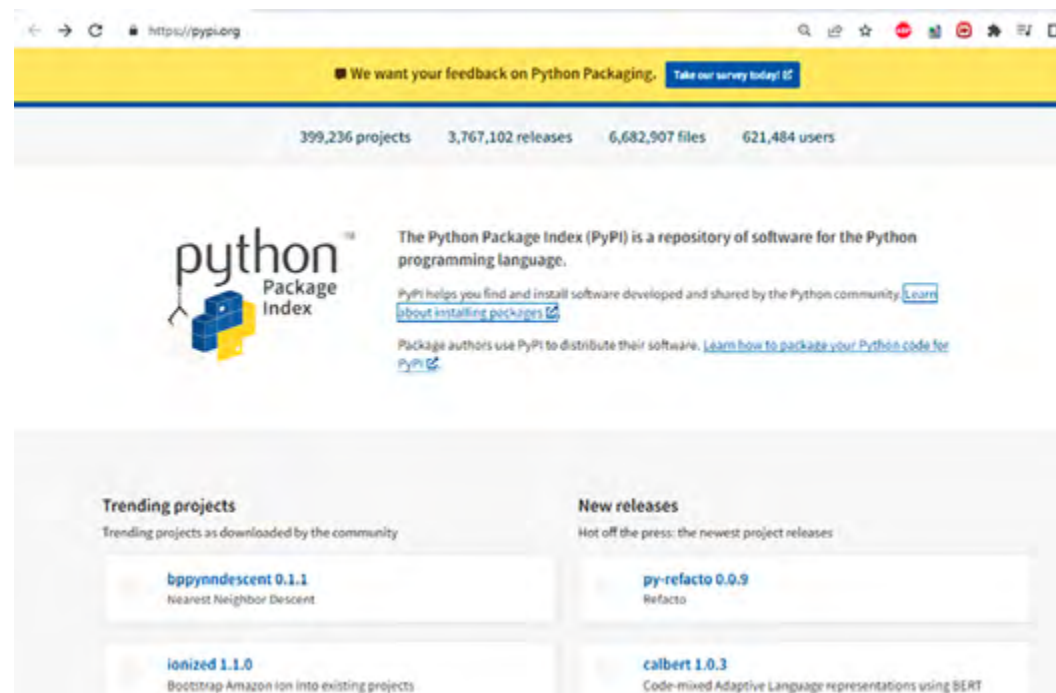 https://pypi.org
We want your feedback on Python Packaging. Take our survey today!
399,236 projects 3,767,102 releases 6,682,907 files 621,484 users
python™
Package
Index
The Python Package Index (PyPI) is a repository of software for the Python
programming language.
PyPI helps you find and install software developed and shared by the Python community. Learn
about installing packages.
Package authors use PyPI to distribute their software. Learn how to package your Python code for
PyPI.
Trending projects
Trending projects as downloaded by the community
bppynndescent 0.1.1
Nearest Neighbor Descent
ionized 1.1.0
Bootstrap Amazon Ion into existing projects
New releases
Hot off the press: the newest project releases
py-refacto 0.0.9
Refacto
calbert 1.0.3
Code-mixed Adaptive Language representations using BERT